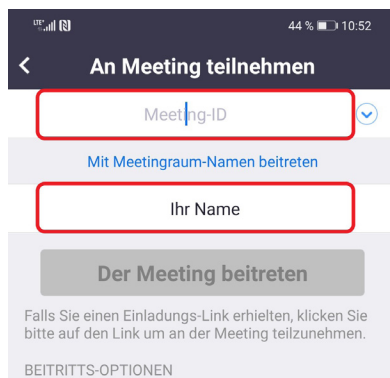 LTE+ 44 % 10:52
An Meeting teilnehmen
Meeting-ID
Mit Meetingraum-Namen beitreten
Ihr Name
Der Meeting beitreten
Falls Sie einen Einladungs-Link erhielten, klicken Sie
bitte auf den Link um an der Meeting teilzunehmen.
BEITRITTS-OPTIONEN